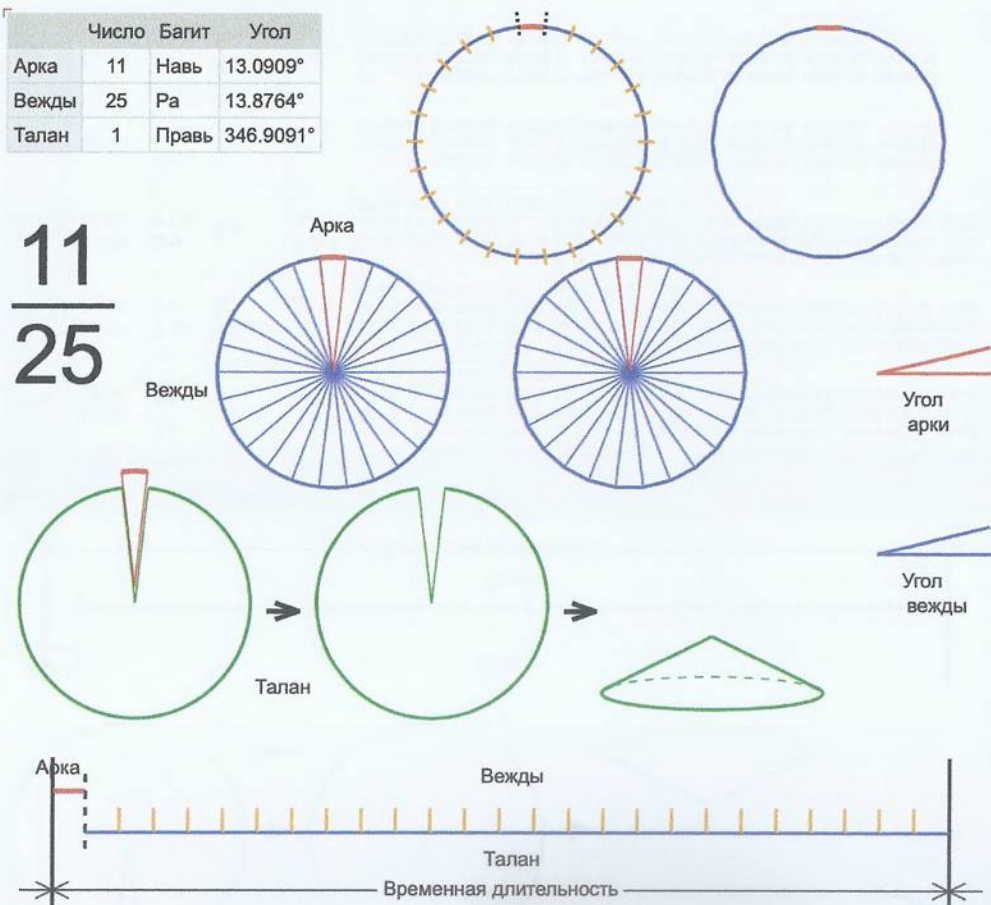 Число Багит Угол
Арка 11 Навь 13.0909°
Вежды 25 Ра 13.8764°
Талан 1 Правь 346.9091°
11
25
Арка
Вежды
Угол
арки
Угол
вежды
Талан
Арка
Вежды
Талан
Временная длительность